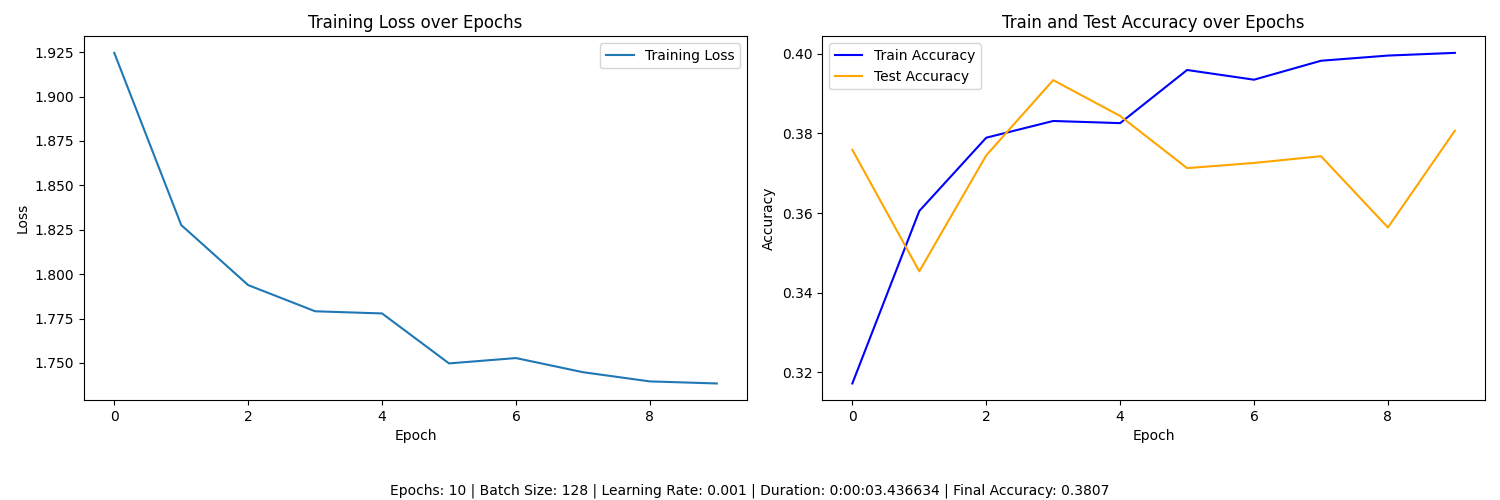 Training Loss over Epochs
Training Loss
1.925
1.900
1.875
1.850
1.825
1.800
1.775
1.750
Loss
0 2 4 6 8
Epoch
Train and Test Accuracy over Epochs
Train Accuracy
Test Accuracy
0.40
0.38
0.36
0.34
0.32
Accuracy
0 2 4 6 8
Epoch
Epochs: 10 | Batch Size: 128 | Learning Rate: 0.001 | Duration: 0:00:03.436634 | Final Accuracy: 0.3807